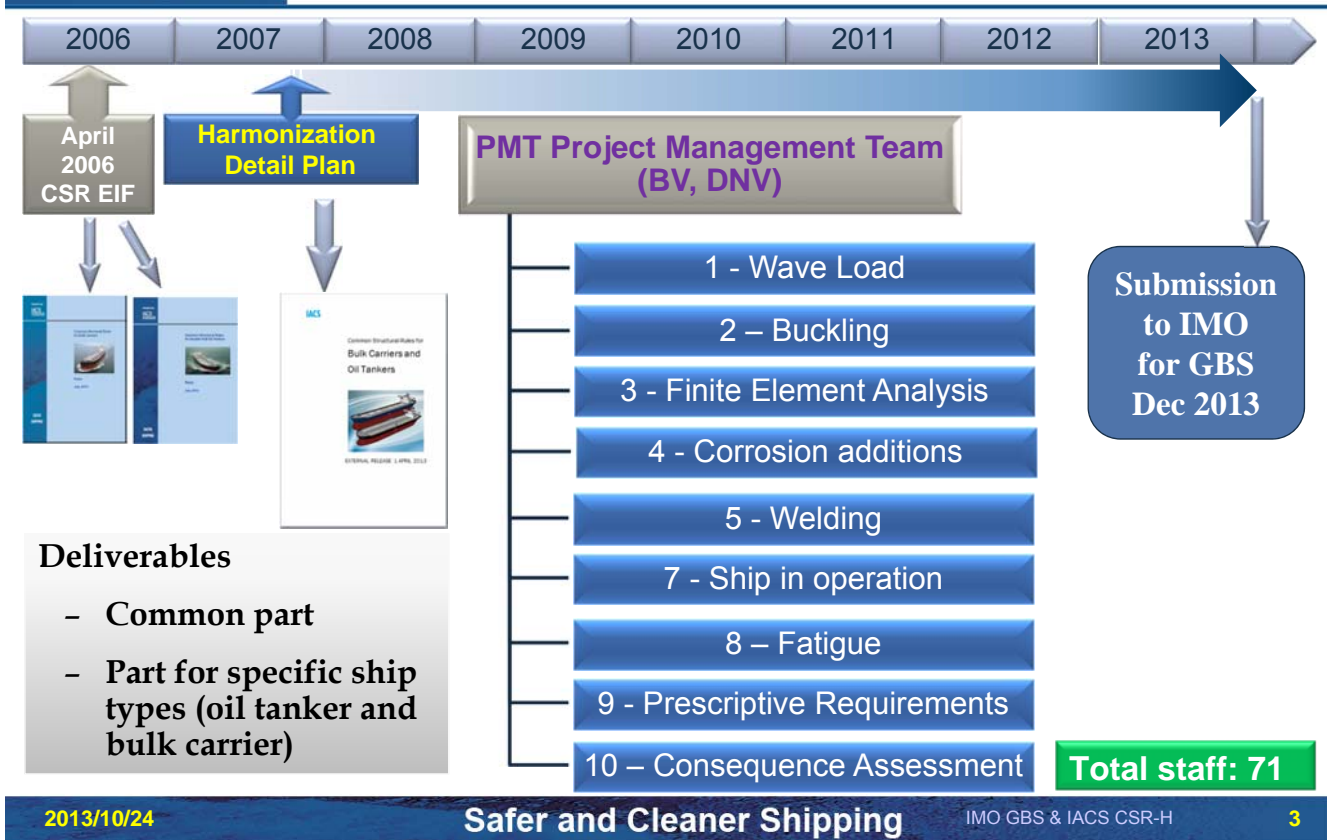 2006 2007 2008 2009 2010 2011 2012 2013
April
2006
CSR EIF
Harmonization
Detail Plan
PMT Project Management Team
(BV, DNV)
1 - Wave Load
2 – Buckling
3 - Finite Element Analysis
4 - Corrosion additions
5 - Welding
7 - Ship in operation
8 – Fatigue
9 - Prescriptive Requirements
10 – Consequence Assessment
Submission
to IMO
for GBS
Dec 2013
IACS
Common Structural Rules for
Bulk Carriers and
Oil Tankers
EXTERNAL RELEASE 1 APRIL 2013
Deliverables
– Common part
– Part for specific ship
types (oil tanker and
bulk carrier)
Total staff: 71
2013/10/24
Safer and Cleaner Shipping
IMO GBS & IACS CSR-H
3